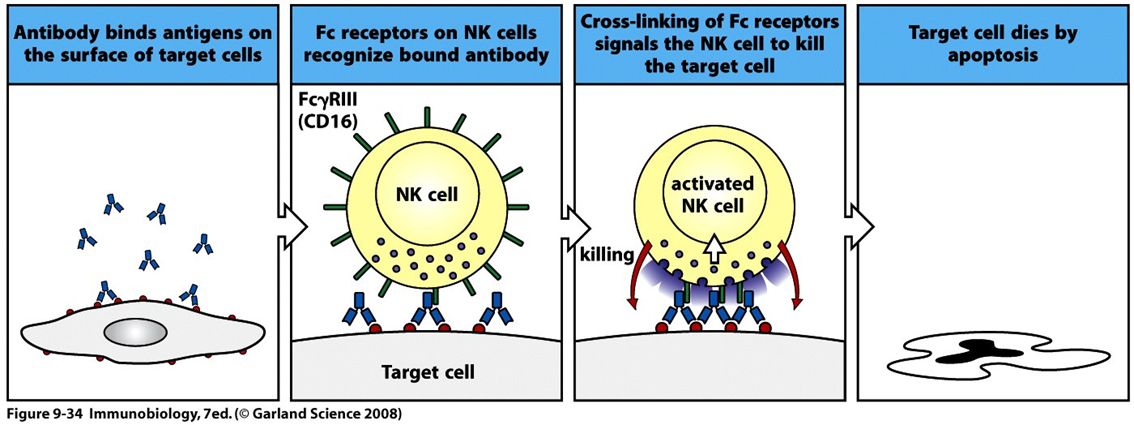 Antibody binds antigens on
the surface of target cells
Fc receptors on NK cells
recognize bound antibody
Cross-linking of Fc receptors
signals the NK cell to kill
the target cell
Target cell dies by
apoptosis
FcγRIII
(CD16)
NK cell
Target cell
activated
NK cell
killing
Figure 9-34 Immunobiology, 7ed. (© Garland Science 2008)